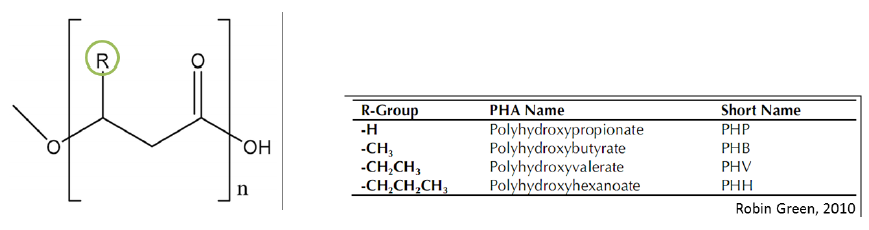 R
O
O
OH
n
R-Group PHA Name Short Name
-H Polyhydroxypropionate PHP
-CH₃ Polyhydroxybutyrate PHB
-CH₂CH₃ Polyhydroxyvalerate PHV
-CH₂CH₂CH₃ Polyhydroxyhexanoate PHH
Robin Green, 2010